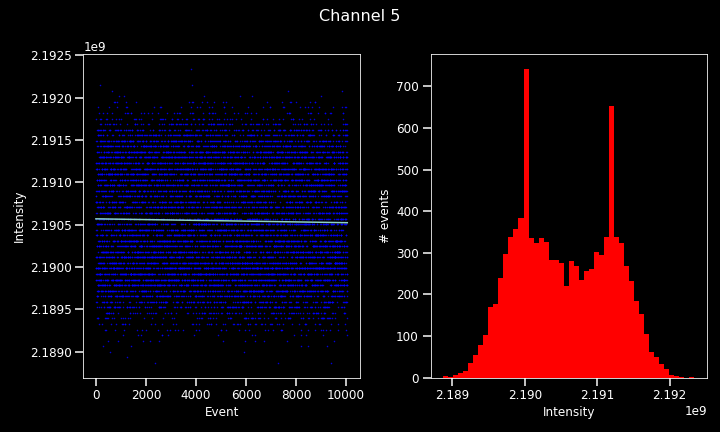 Channel 5
1e9
2.1925
2.1920
2.1915
2.1910
2.1905
2.1900
2.1895
2.1890
Intensity
0 2000 4000 6000 8000 10000
Event
700
600
500
400
300
200
100
0
# events
2.189 2.190 2.191 2.192
Intensity
1e9